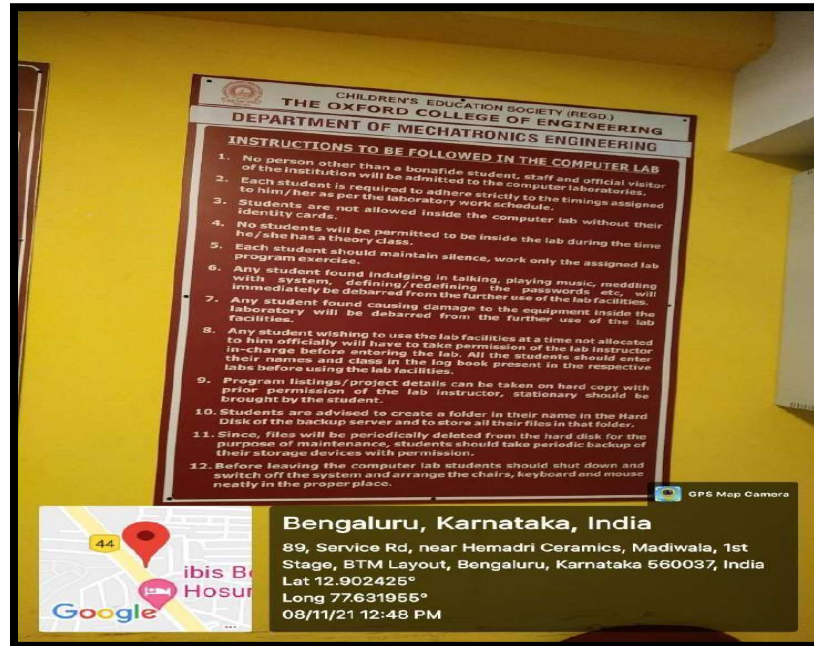 CHILDREN'S EDUCATION SOCIETY (REGD.)
THE OXFORD COLLEGE OF ENGINEERING
DEPARTMENT OF MECHATRONICS ENGINEERING
INSTRUCTIONS TO BE FOLLOWED IN THE COMPUTER LAB
1. No person other than a bonafide student, staff and official visitor
of the institution will be admitted to the computer laboratories.
2. Each student is required to adhere strictly to the timings assigned
to him/her as per the laboratory work schedule.
3. Students are not allowed inside the computer lab without their
identity cards.
4. No students will be permitted to be inside the lab during the time
he/she has a theory class.
5. Each student should maintain silence, work only the assigned lab
program exercise.
6. Any student found indulging in talking, playing music, meddling
with system, defining/redefining the passwords etc, will
immediately be debarred from the further use of the lab facilities.
7. Any student found causing damage to the equipment inside the
laboratory will be debarred from the further use of the lab
facilities.
8. Any student wishing to use the lab facilities at a time not allocated
to him officially will have to take permission of the lab instructor
in-charge before entering the lab. All the students should enter
their names and class in the log book present in the respective
labs before using the lab facilities.
9. Program listings/project details can be taken on hard copy with
prior permission of the lab instructor, stationary should be
brought by the student.
10. Students are advised to create a folder in their name in the Hard
Disk of the backup server and to store all their files in that folder.
11. Since, files will be periodically deleted from the hard disk for the
purpose of maintenance, students should take periodic backup of
their storage devices with permission.
12. Before leaving the computer lab students should shut down and
switch off the system and arrange the chairs, keyboard and mouse
neatly in the proper place.
GPS Map Camera
44
ibis B
Hosur
Google
Bengaluru, Karnataka, India
89, Service Rd, near Hemadri Ceramics, Madiwala, 1st
Stage, BTM Layout, Bengaluru, Karnataka 560037, India
Lat 12.902425°
Long 77.631955°
08/11/21 12:48 PM